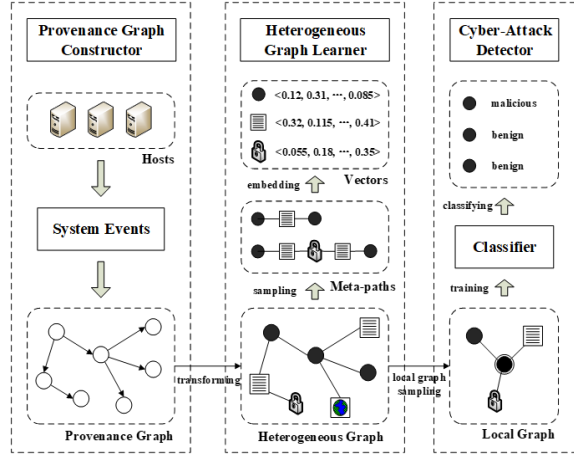 Provenance Graph
Constructor
Hosts
System Events
Provenance Graph
transforming
Heterogeneous
Graph Learner
<0.12, 0.31, ···, 0.085>
<0.32, 0.115, ···, 0.41>
<0.055, 0.18, ···, 0.35>
embedding
Vectors
sampling
Meta-paths
Heterogeneous Graph
local graph
sampling
Cyber-Attack
Detector
malicious
benign
benign
classifying
Classifier
training
Local Graph